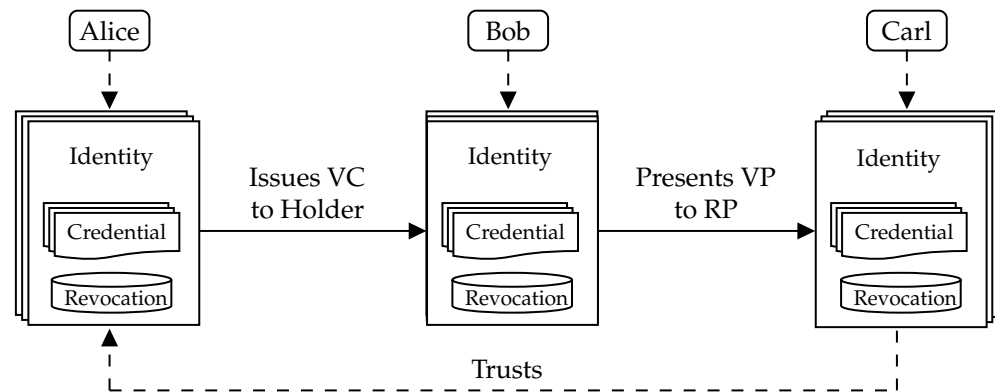 Alice
Bob
Carl
Identity
Identity
Identity
Issues VC
to Holder
Presents VP
to RP
Credential
Credential
Credential
Revocation
Revocation
Revocation
Trusts